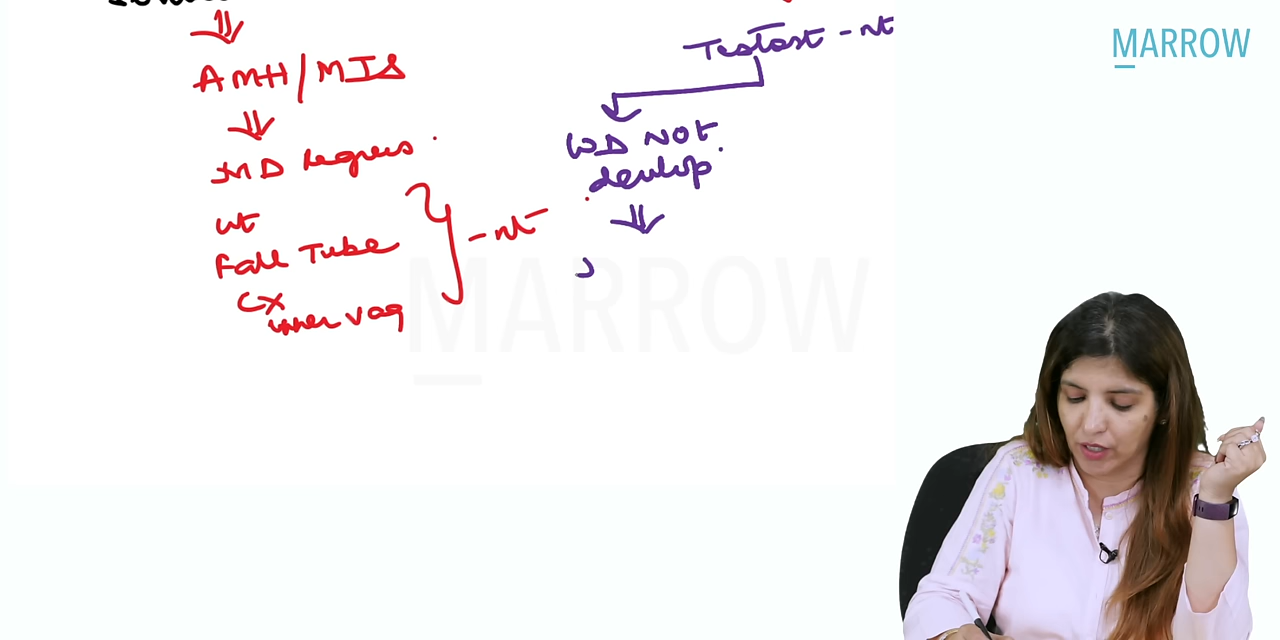 MARROW
Testost -nt
AMH/MIS
WD NOT
develop
MD regress
ut
Fall Tube
-nt
Cx
upper vag
MARROW